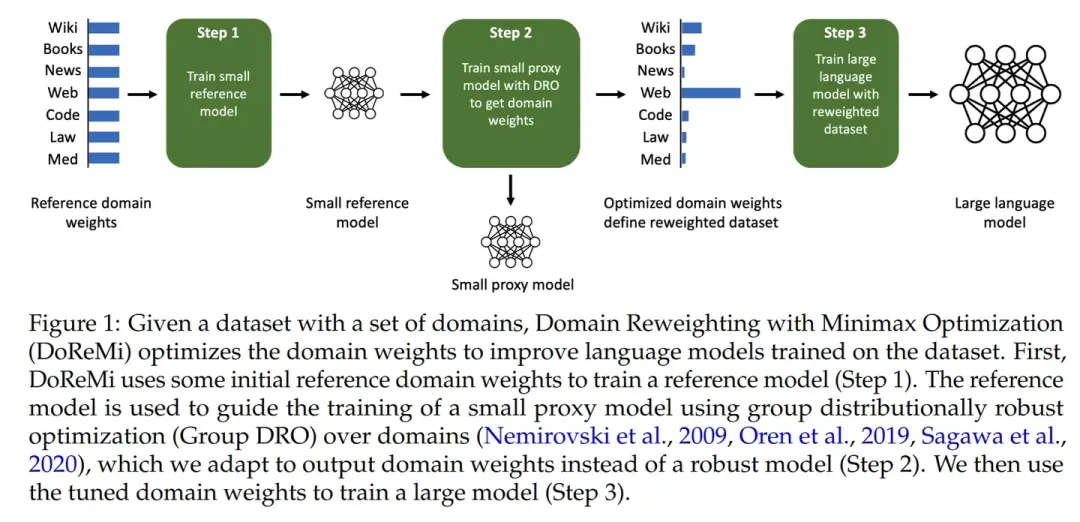 Wiki
Books
News
Web
Code
Law
Med
Reference domain
weights
Step 1
Train small
reference
model
Small reference
model
Step 2
Train small proxy
model with DRO
to get domain
weights
Small proxy model
Wiki
Books
News
Web
Code
Law
Med
Optimized domain weights
define reweighted dataset
Step 3
Train large
language
model with
reweighted
dataset
Large language
model
Figure 1: Given a dataset with a set of domains, Domain Reweighting with Minimax Optimization
(DoReMi) optimizes the domain weights to improve language models trained on the dataset. First,
DoReMi uses some initial reference domain weights to train a reference model (Step 1). The reference
model is used to guide the training of a small proxy model using group distributionally robust
optimization (Group DRO) over domains (Nemirovski et al., 2009, Oren et al., 2019, Sagawa et al.,
2020), which we adapt to output domain weights instead of a robust model (Step 2). We then use
the tuned domain weights to train a large model (Step 3).